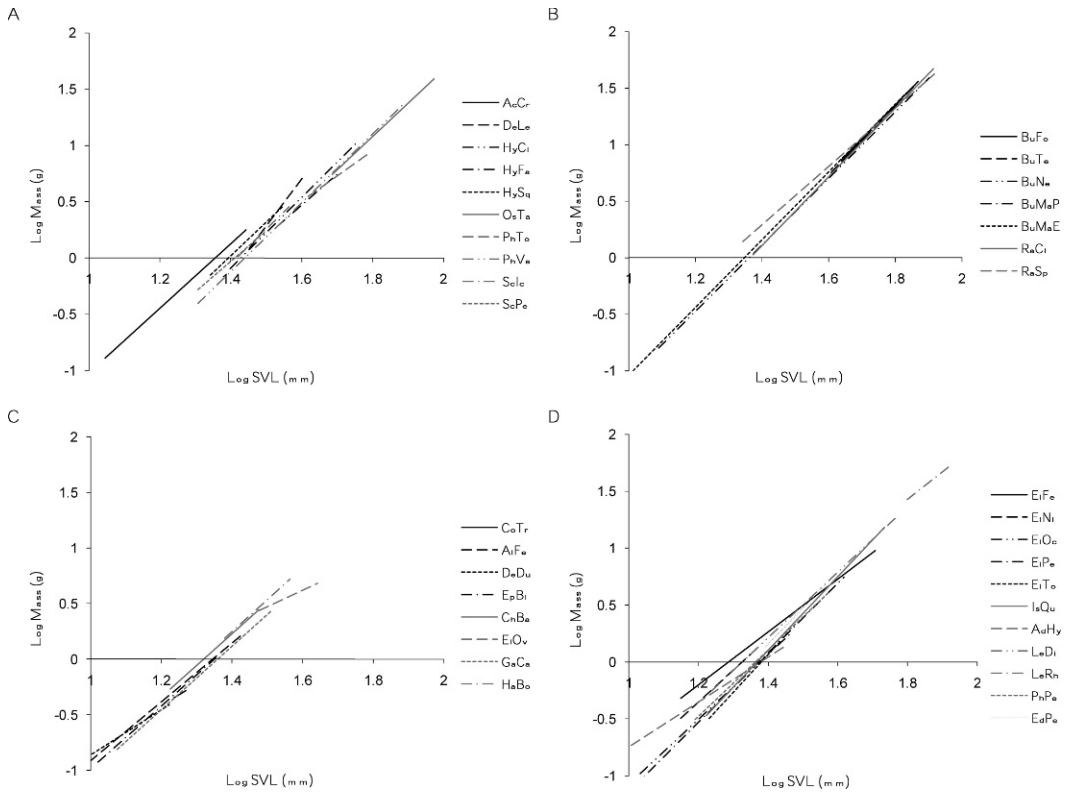 A
2
1.5
1
0.5
0
-0.5
-1
1 1.2 1.4 1.6 1.8 2
Log Mass (g)
Log SVL (mm)
AcCr
DeLe
HyCi
HyFe
HySq
OsTa
PhTo
PhVe
ScIc
ScPe
B
2
1.5
1
0.5
0
-0.5
-1
1 1.2 1.4 1.6 1.8 2
Log Mass (g)
Log SVL (mm)
BuFo
BuTe
BuNe
BuMaP
BuMaE
RaCl
RaSp
C
2
1.5
1
0.5
0
-0.5
-1
1 1.2 1.4 1.6 1.8 2
Log Mass (g)
Log SVL (mm)
CoTr
AlFe
DeDu
EpBi
ChBe
ElOv
GaCa
HaBo
D
2
1.5
1
0.5
0
-0.5
-1
1 1.2 1.4 1.6 1.8 2
Log Mass (g)
Log SVL (mm)
ElFe
ElNi
ElOc
ElPe
ElTo
IsQu
AdHy
LeDi
LeRh
PhPe
EdPe